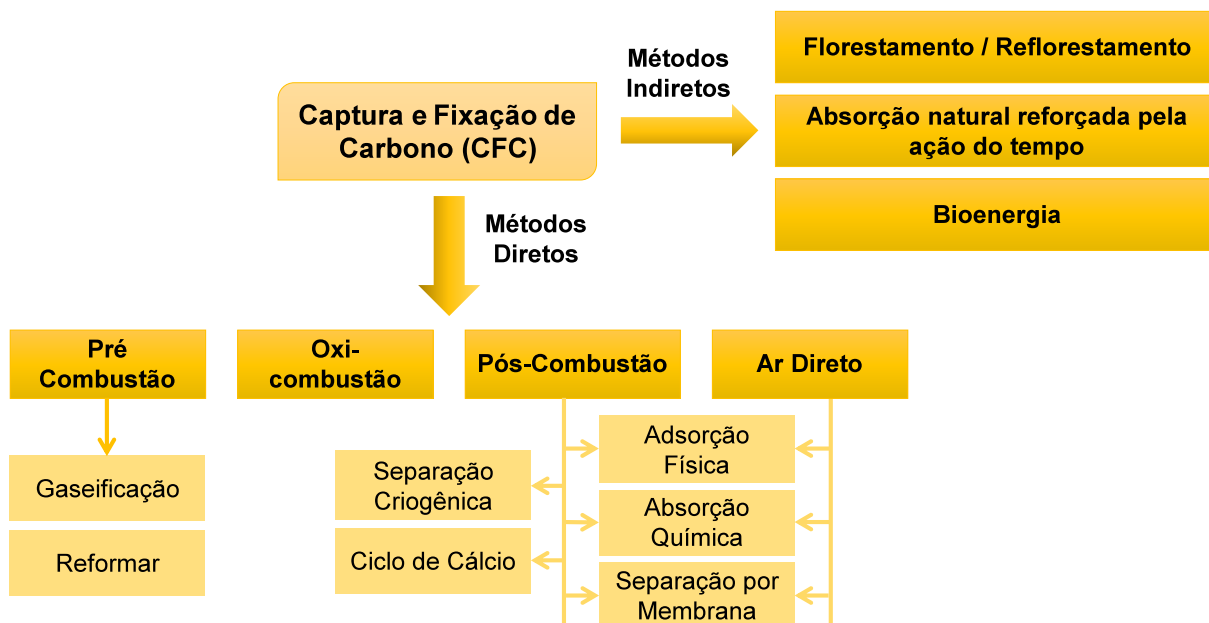 Captura e Fixação de
Carbono (CFC)
Métodos
Indiretos
Florestamento / Reflorestamento
Absorção natural reforçada pela
ação do tempo
Bioenergia
Métodos
Diretos
Pré
Combustão
Oxi-
combustão
Pós-Combustão
Ar Direto
Gaseificação
Reformar
Separação
Criogênica
Ciclo de Cálcio
Adsorção
Física
Absorção
Química
Separação por
Membrana